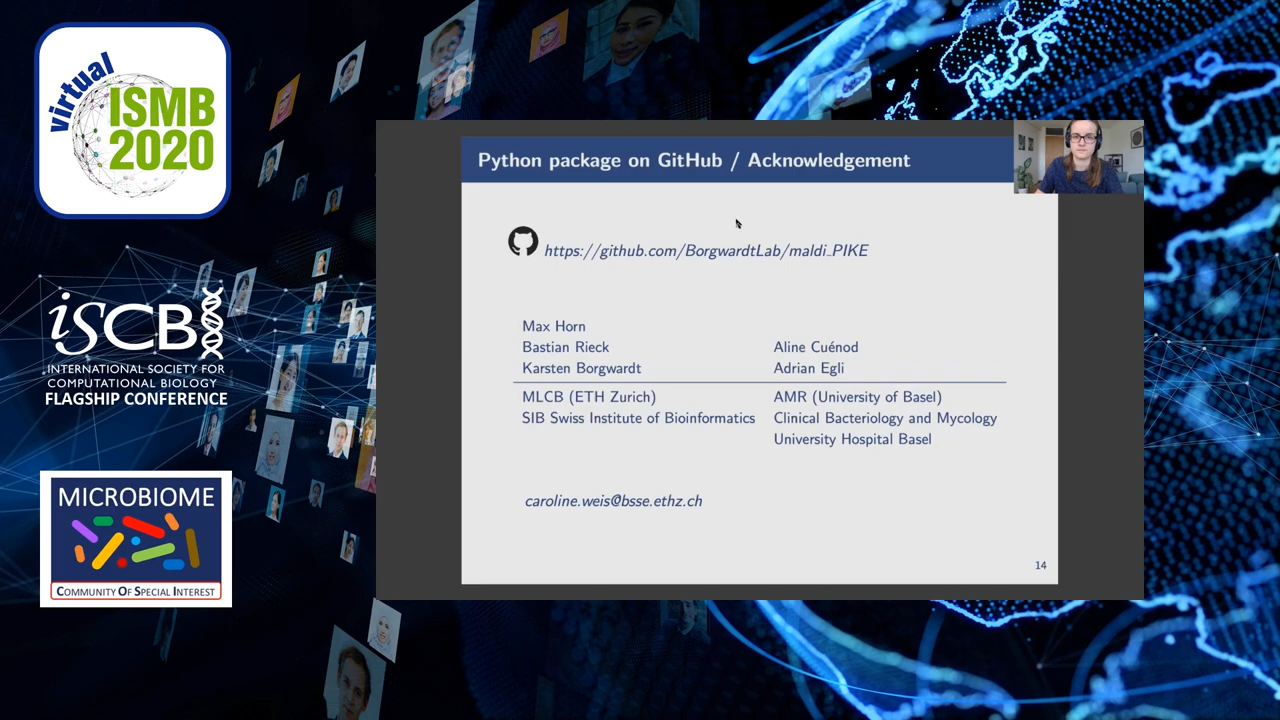 virtual
ISMB
2020
iSCB
INTERNATIONAL SOCIETY FOR
COMPUTATIONAL BIOLOGY
FLAGSHIP CONFERENCE
MICROBIOME
COMMUNITY OF SPECIAL INTEREST
Python package on GitHub / Acknowledgement
https://github.com/BorgwardtLab/maldi_PIKE
Max Horn
Bastian Rieck
Karsten Borgwardt
Aline Cuénod
Adrian Egli
MLCB (ETH Zurich)
SIB Swiss Institute of Bioinformatics
AMR (University of Basel)
Clinical Bacteriology and Mycology
University Hospital Basel
caroline.weis@bsse.ethz.ch
14